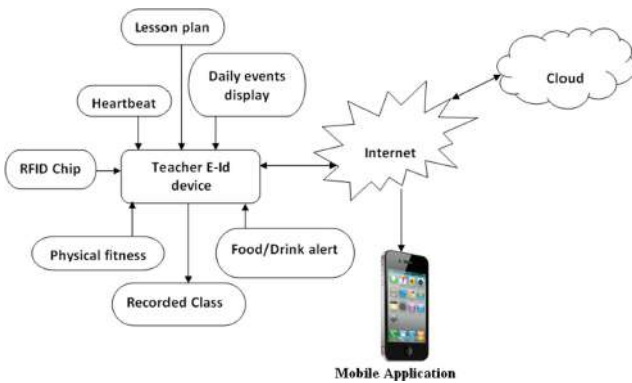 Lesson plan
Daily events
display
Cloud
Heartbeat
Internet
RFID Chip
Teacher E-Id
device
Physical fitness
Food/Drink alert
Recorded Class
Mobile Application